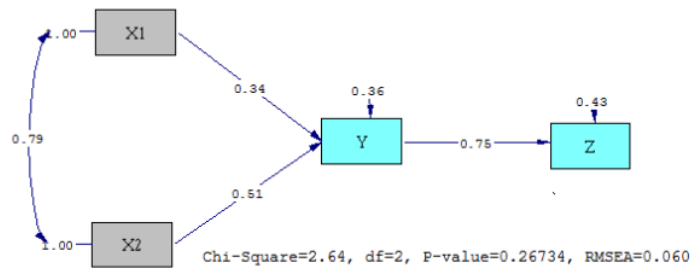 1.00 X1
0.34
0.36
0.43
0.79
Y
0.75
Z
0.51
1.00 X2
Chi-Square=2.64, df=2, P-value=0.26734, RMSEA=0.060